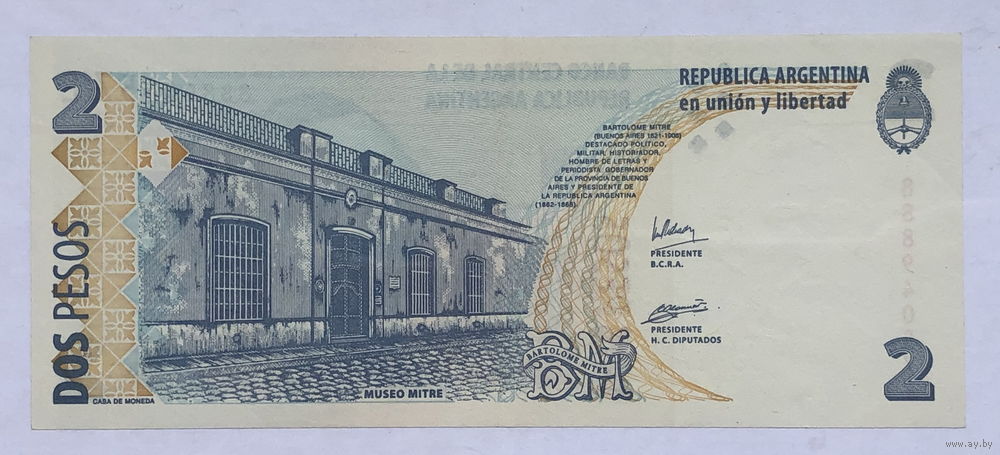 2
DOS PESOS
REPUBLICA ARGENTINA
en unión y libertad
BARTOLOME MITRE
(BUENOS AIRES 1821-1906)
DESTACADO POLITICO,
MILITAR, HISTORIADOR,
HOMBRE DE LETRAS Y
PERIODISTA GOBERNADOR
DE LA PROVINCIA DE BUENOS
AIRES Y PRESIDENTE DE
LA REPUBLICA ARGENTINA
(1862-1868)
PRESIDENTE
B.C.R.A.
PRESIDENTE
H. C. DIPUTADOS
BARTOLOME MITRE
BM
MUSEO MITRE
CASA DE MONEDA
2
www.ay.by